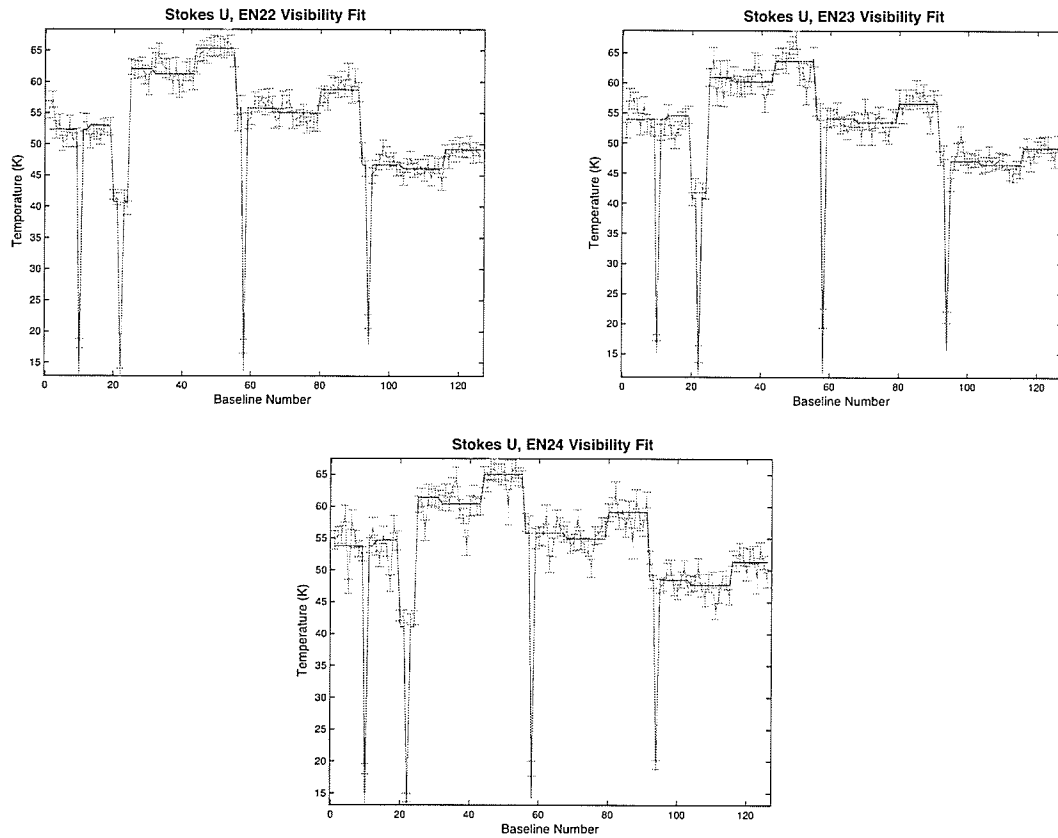 Stokes U, EN22 Visibility Fit
65
60
55
50
45
40
35
30
25
20
15
Temperature (K)
0 20 40 60 80 100 120
Baseline Number
Stokes U, EN23 Visibility Fit
65
60
55
50
45
40
35
30
25
20
15
Temperature (K)
0 20 40 60 80 100 120
Baseline Number
Stokes U, EN24 Visibility Fit
65
60
55
50
45
40
35
30
25
20
15
Temperature (K)
0 20 40 60 80 100 120
Baseline Number